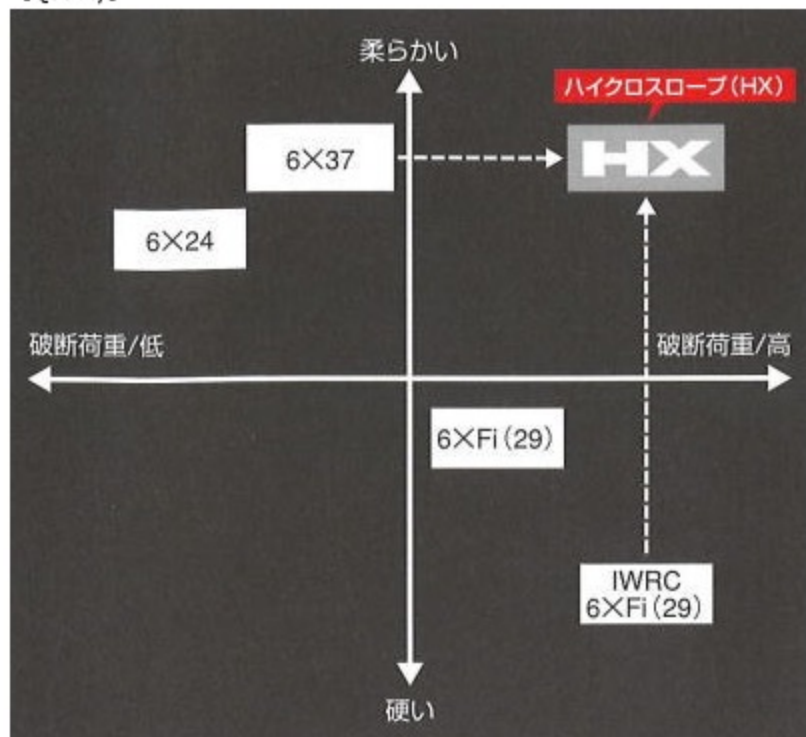 柔らかい
ハイクロスロープ(HX)
6×37
HX
6×24
破断荷重/低
破断荷重/高
6×Fi(29)
IWRC
6×Fi(29)
硬い